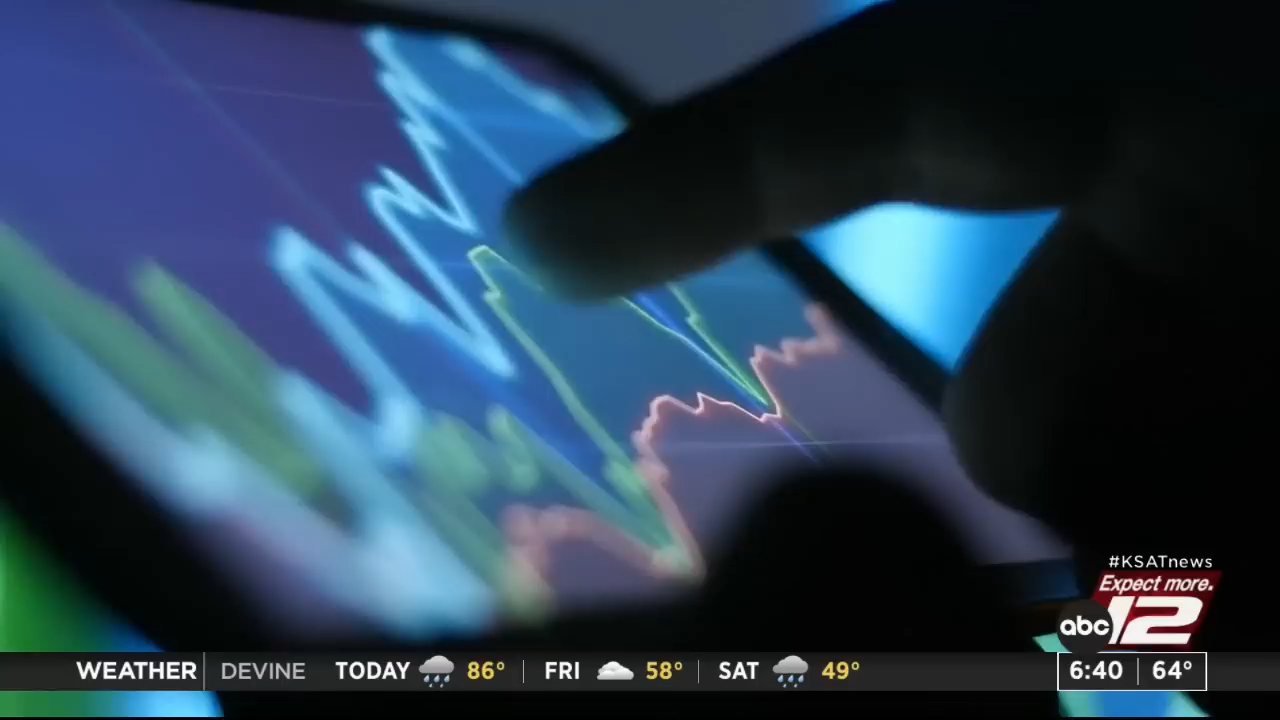 #KSATnews
Expect more.
abc 12
WEATHER DEVINE TODAY 86° FRI 58° SAT 49° 6:40 64°